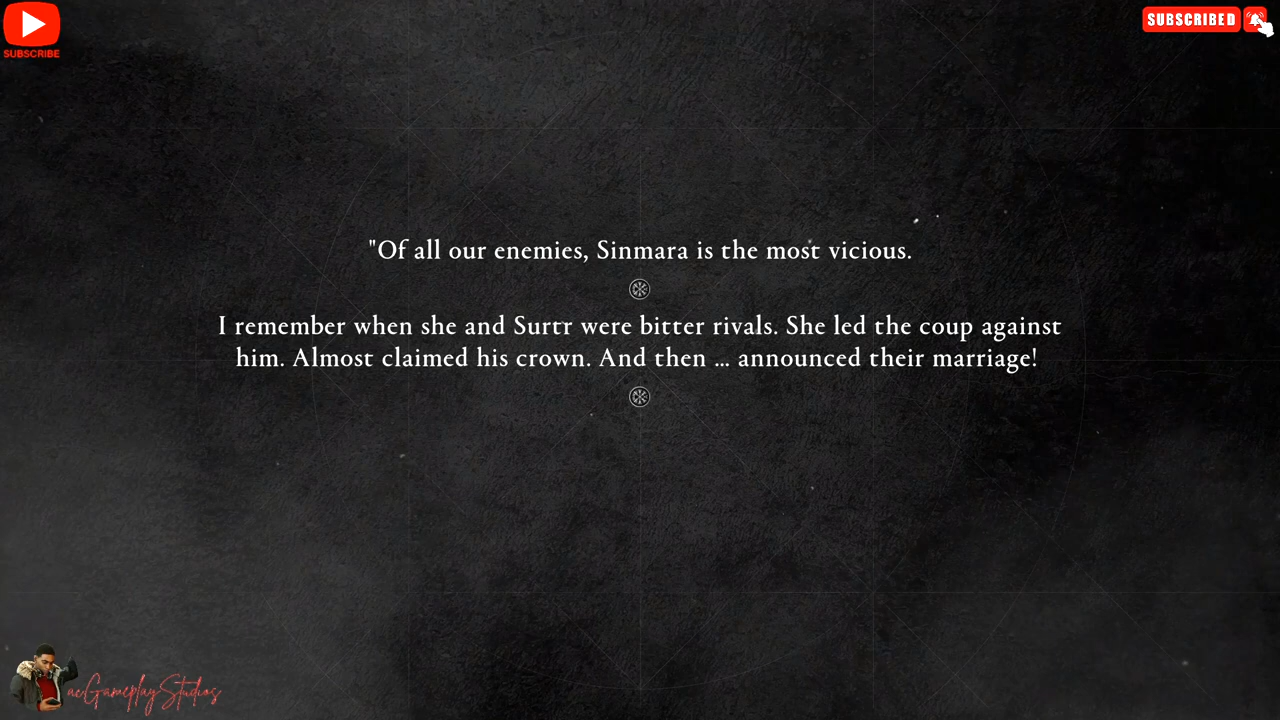 SUBSCRIBE
SUBSCRIBED
"Of all our enemies, Sinmara is the most vicious.
I remember when she and Surtr were bitter rivals. She led the coup against
him. Almost claimed his crown. And then ... announced their marriage!
acGameplayStudios